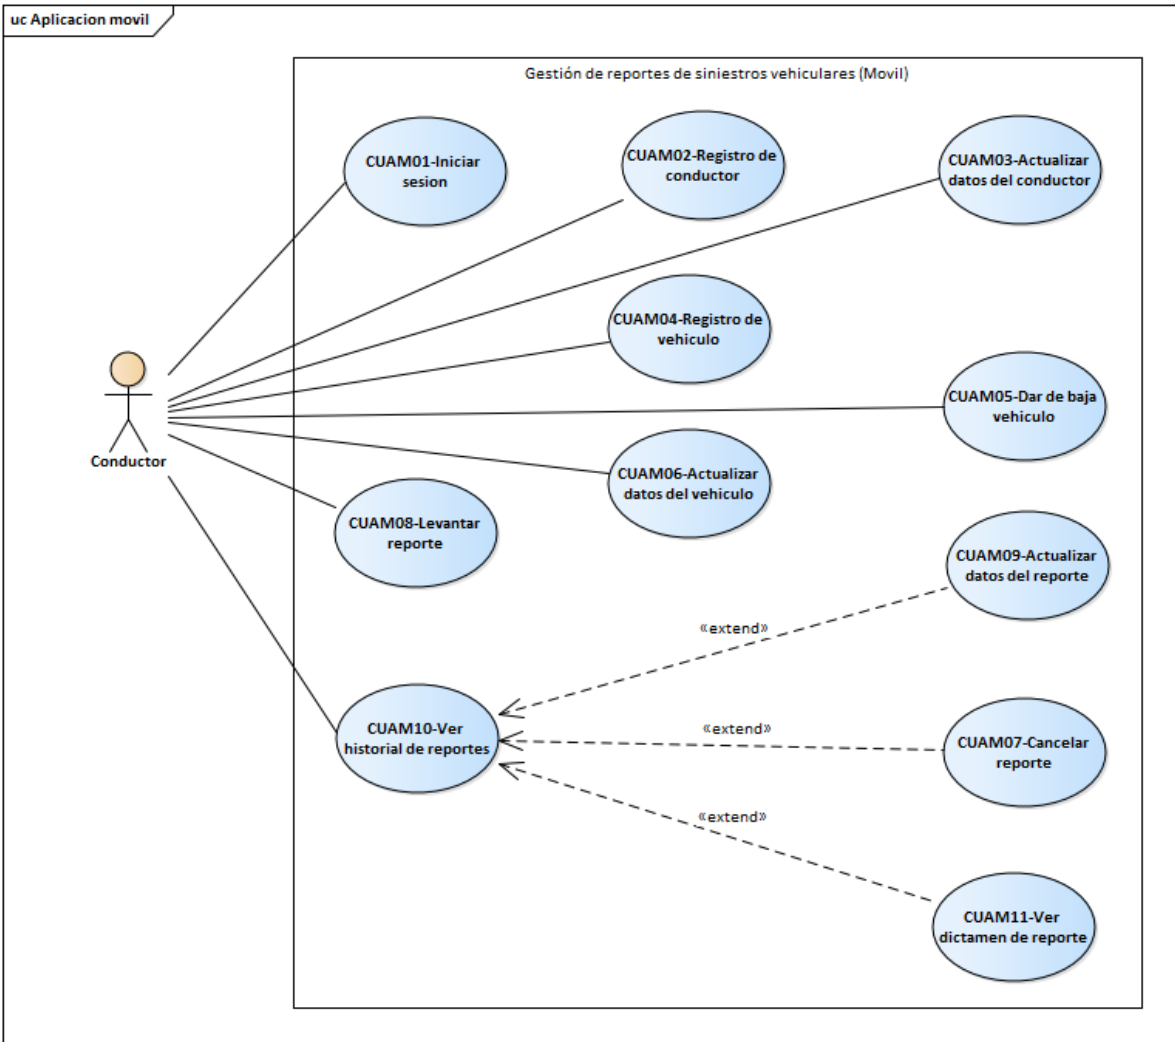 uc Aplicacion movil
Gestión de reportes de siniestros vehiculares (Movil)
CUAM01-Iniciar
sesion
CUAM02-Registro de
conductor
CUAM03-Actualizar
datos del conductor
CUAM04-Registro de
vehiculo
CUAM05-Dar de baja
vehiculo
Conductor
CUAM06-Actualizar
datos del vehiculo
CUAM08-Levantar
reporte
CUAM09-Actualizar
datos del reporte
«extend»
CUAM10-Ver
historial de reportes
«extend»
CUAM07-Cancelar
reporte
«extend»
CUAM11-Ver
dictamen de reporte